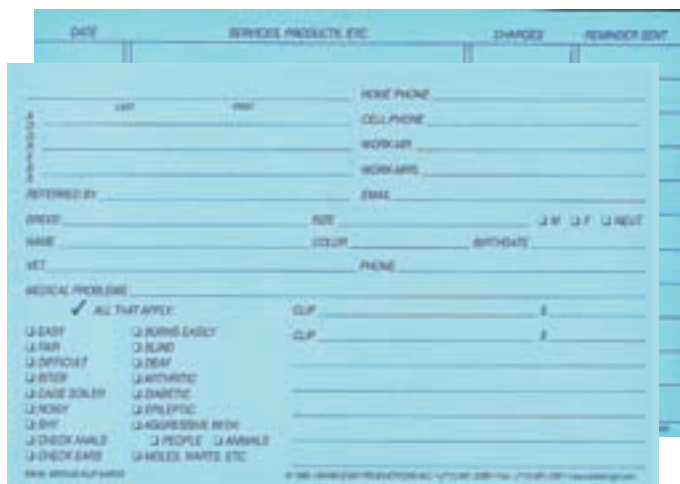 DATE SERVICES, PRODUCTS, ETC. CHARGES REMINDER SENT
HOME PHONE
LAST FIRST
ADDRESS CELL PHONE
WORK-MR
WORK-MRS
REFERRED BY EMAIL
BREED SIZE M F NEUT
NAME COLOR BIRTHDATE
VET PHONE
MEDICAL PROBLEMS
✓ ALL THAT APPLY: CLIP $
EASY BURNS EASILY CLIP $
FAIR BLIND
DIFFICULT DEAF
BITER ARTHRITIC
CAGE SOILER DIABETIC
NOISY EPILEPTIC
SHY AGGRESSIVE WITH:
CHECK ANALS PEOPLE ANIMALS
CHECK EARS MOLES, WARTS, ETC.